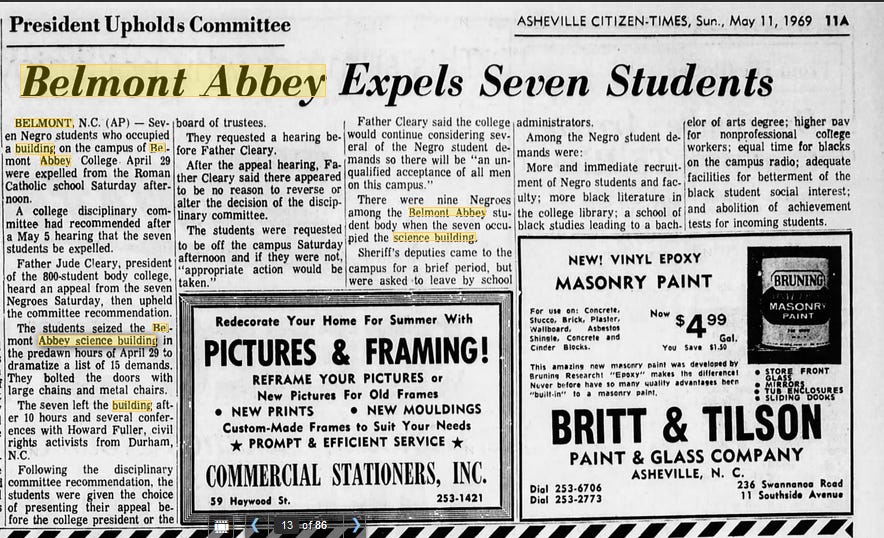 President Upholds Committee
ASHEVILLE CITIZEN-TIMES, Sun., May 11, 1969 11A
Belmont Abbey Expels Seven Students
BELMONT, N.C. (AP) — Sev-
en Negro students who occupied
a building on the campus of Bel-
mont Abbey College April 29
were expelled from the Roman
Catholic school Saturday after-
noon.
A college disciplinary com-
mittee had recommended after
a May 5 hearing that the seven
students be expelled.
Father Jude Cleary, president
of the 800-student body college,
heard an appeal from the seven
Negroes Saturday, then upheld
the committee recommendation.
The students seized the Bel-
mont Abbey science building in
the predawn hours of April 29 to
dramatize a list of 15 demands.
They bolted the doors with
large chains and metal chairs.
The seven left the building aft-
er 10 hours and several confer-
ences with Howard Fuller, civil
rights activists from Durham,
N.C.
Following the disciplinary
committee recommendation, the
students were given the choice
of presenting their appeal be-
fore the college president or the
board of trustees.
They requested a hearing be-
fore Father Cleary.
After the appeal hearing, Fa-
ther Cleary said there appeared
to be no reason to reverse or
alter the decision of the discip-
linary committee.
The students were requested
to be off the campus Saturday
afternoon and if they were not,
"appropriate action would be
taken."
Father Cleary said the college
would continue considering sev-
eral of the Negro student de-
mands so there will be "an un-
qualified acceptance of all men
on this campus."
There were nine Negroes
among the Belmont Abbey stu-
dent body when the seven occu-
pied the science building.
Sheriff's deputies came to the
campus for a brief period, but
were asked to leave by school
administrators.
Among the Negro student de-
mands were:
More and immediate recruit-
ment of Negro students and fac-
ulty; more black literature in
the college library; a school of
black studies leading to a bach-
elor of arts degree; higher pay
for nonprofessional college
workers; equal time for blacks
on the campus radio; adequate
facilities for betterment of the
black student social interest;
and abolition of achievement
tests for incoming students.
Redecorate Your Home For Summer With
PICTURES & FRAMING!
REFRAME YOUR PICTURES or
New Pictures For Old Frames
• NEW PRINTS • NEW MOULDINGS
Custom-Made Frames to Suit Your Needs
★ PROMPT & EFFICIENT SERVICE ★
COMMERCIAL STATIONERS, INC.
59 Haywood St. 253-1421
NEW! VINYL EPOXY
MASONRY PAINT
For use on: Concrete,
Stucco, Brick, Plaster,
Wallboard, Asbestos
Shingle, Concrete and
Cinder Blocks.
Now $4.99
Gal.
You Save $1.50
BRUNING
MASONRY
PAINT
This amazing new masonry paint was developed by
Bruning Research! "Epoxy" makes the difference!
Never before have so many quality advantages been
"built-in" to a masonry paint.
• STORE FRONT
GLASS
• MIRRORS
• TUB ENCLOSURES
• SLIDING DOORS
BRITT & TILSON
PAINT & GLASS COMPANY
ASHEVILLE, N. C.
Dial 253-6706
Dial 253-2773
236 Swannanoa Road
11 Southside Avenue
13 of 86